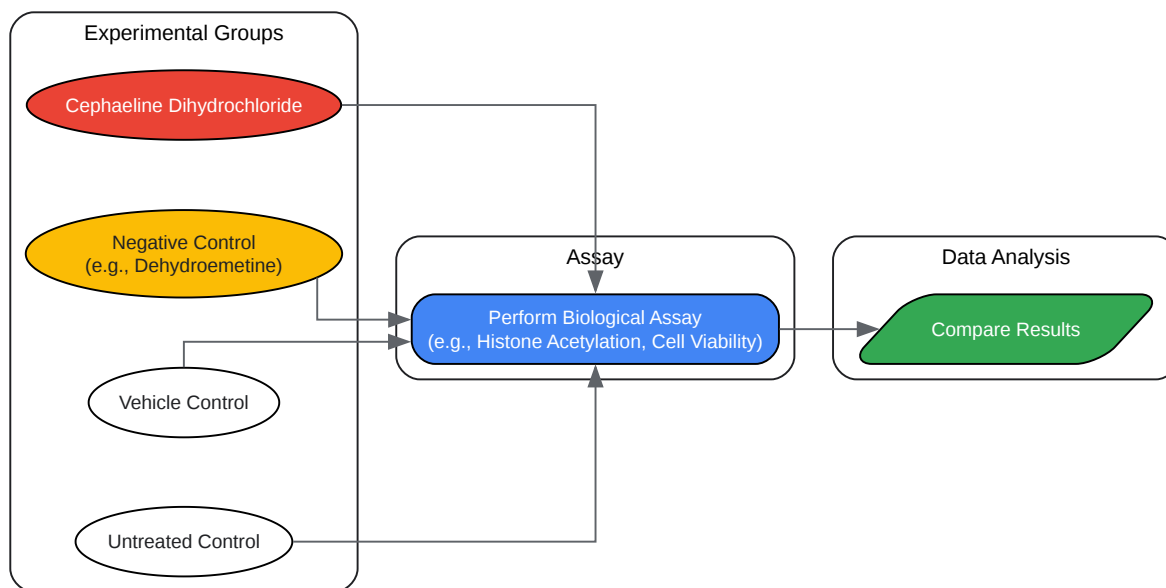 Experimental Groups
Cephaeline Dihydrochloride
Negative Control
(e.g., Dehydroemetine)
Vehicle Control
Untreated Control
Assay
Perform Biological Assay
(e.g., Histone Acetylation, Cell Viability)
Data Analysis
Compare Results